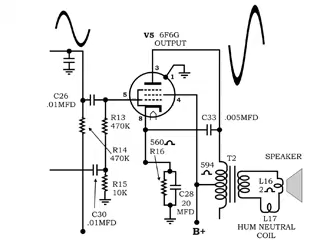 V5 6F6G
OUTPUT
3
1
5
4
8
C26
.01MFD
R13
470K
C33
.005MFD
560
R16
R14
470K
594
T2
SPEAKER
L16
2
R15
10K
C28
20
MFD
C30
.01MFD
B+
L17
HUM NEUTRAL
COIL